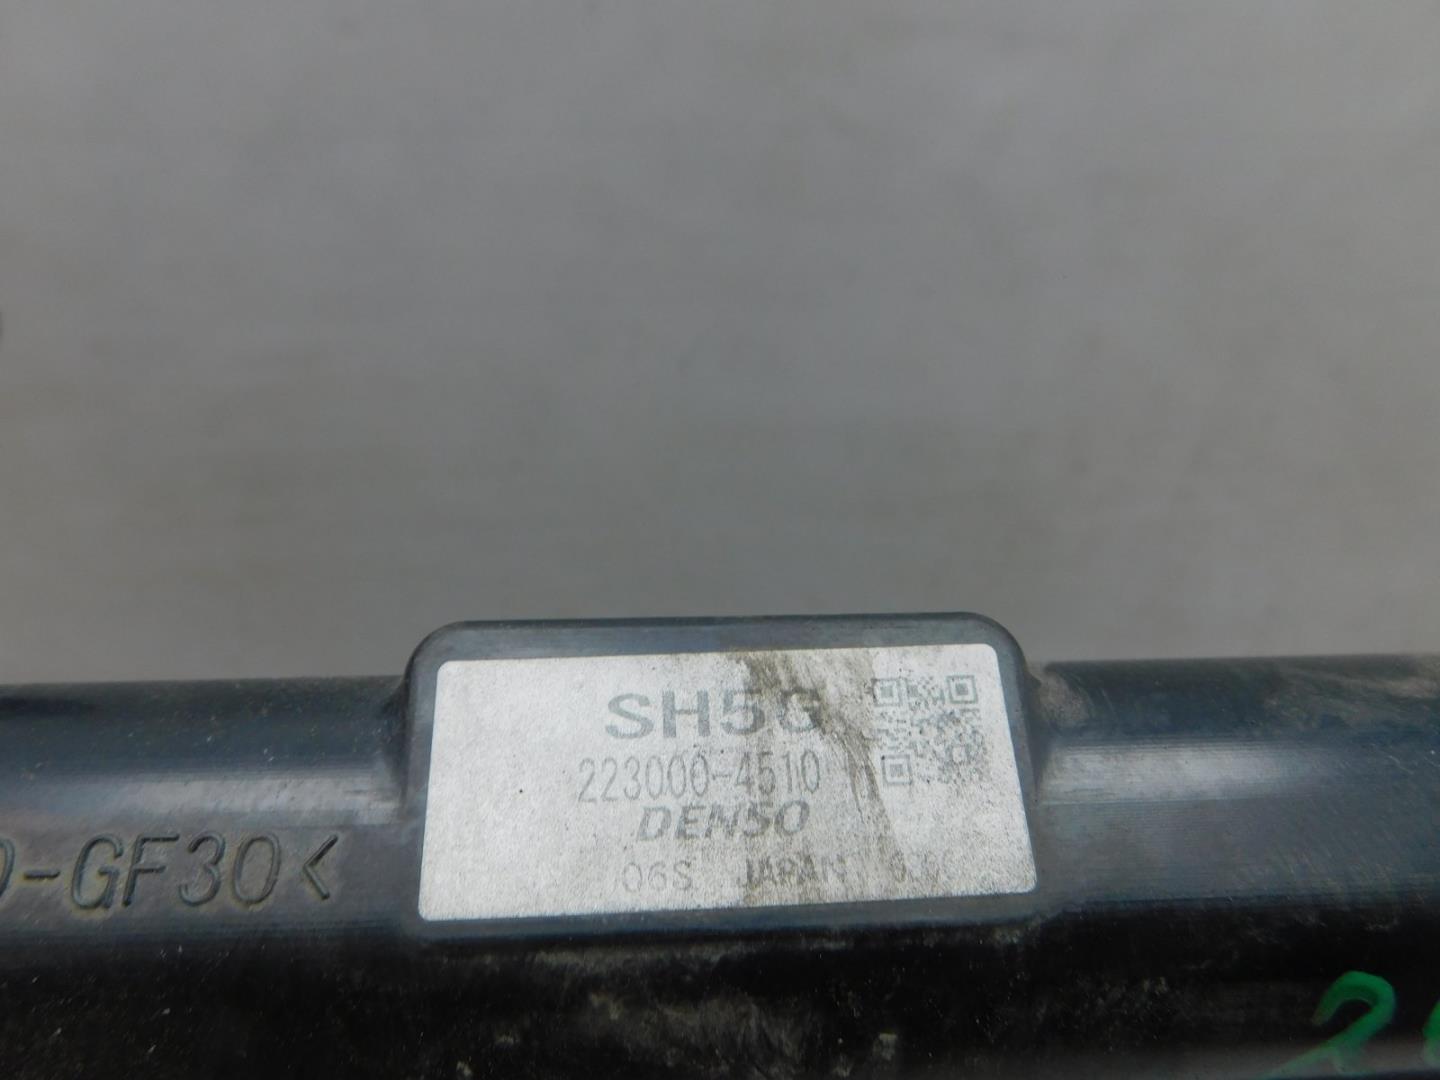 SH5G
223000-4510
DENSO
06S JAPAN
-GF30<